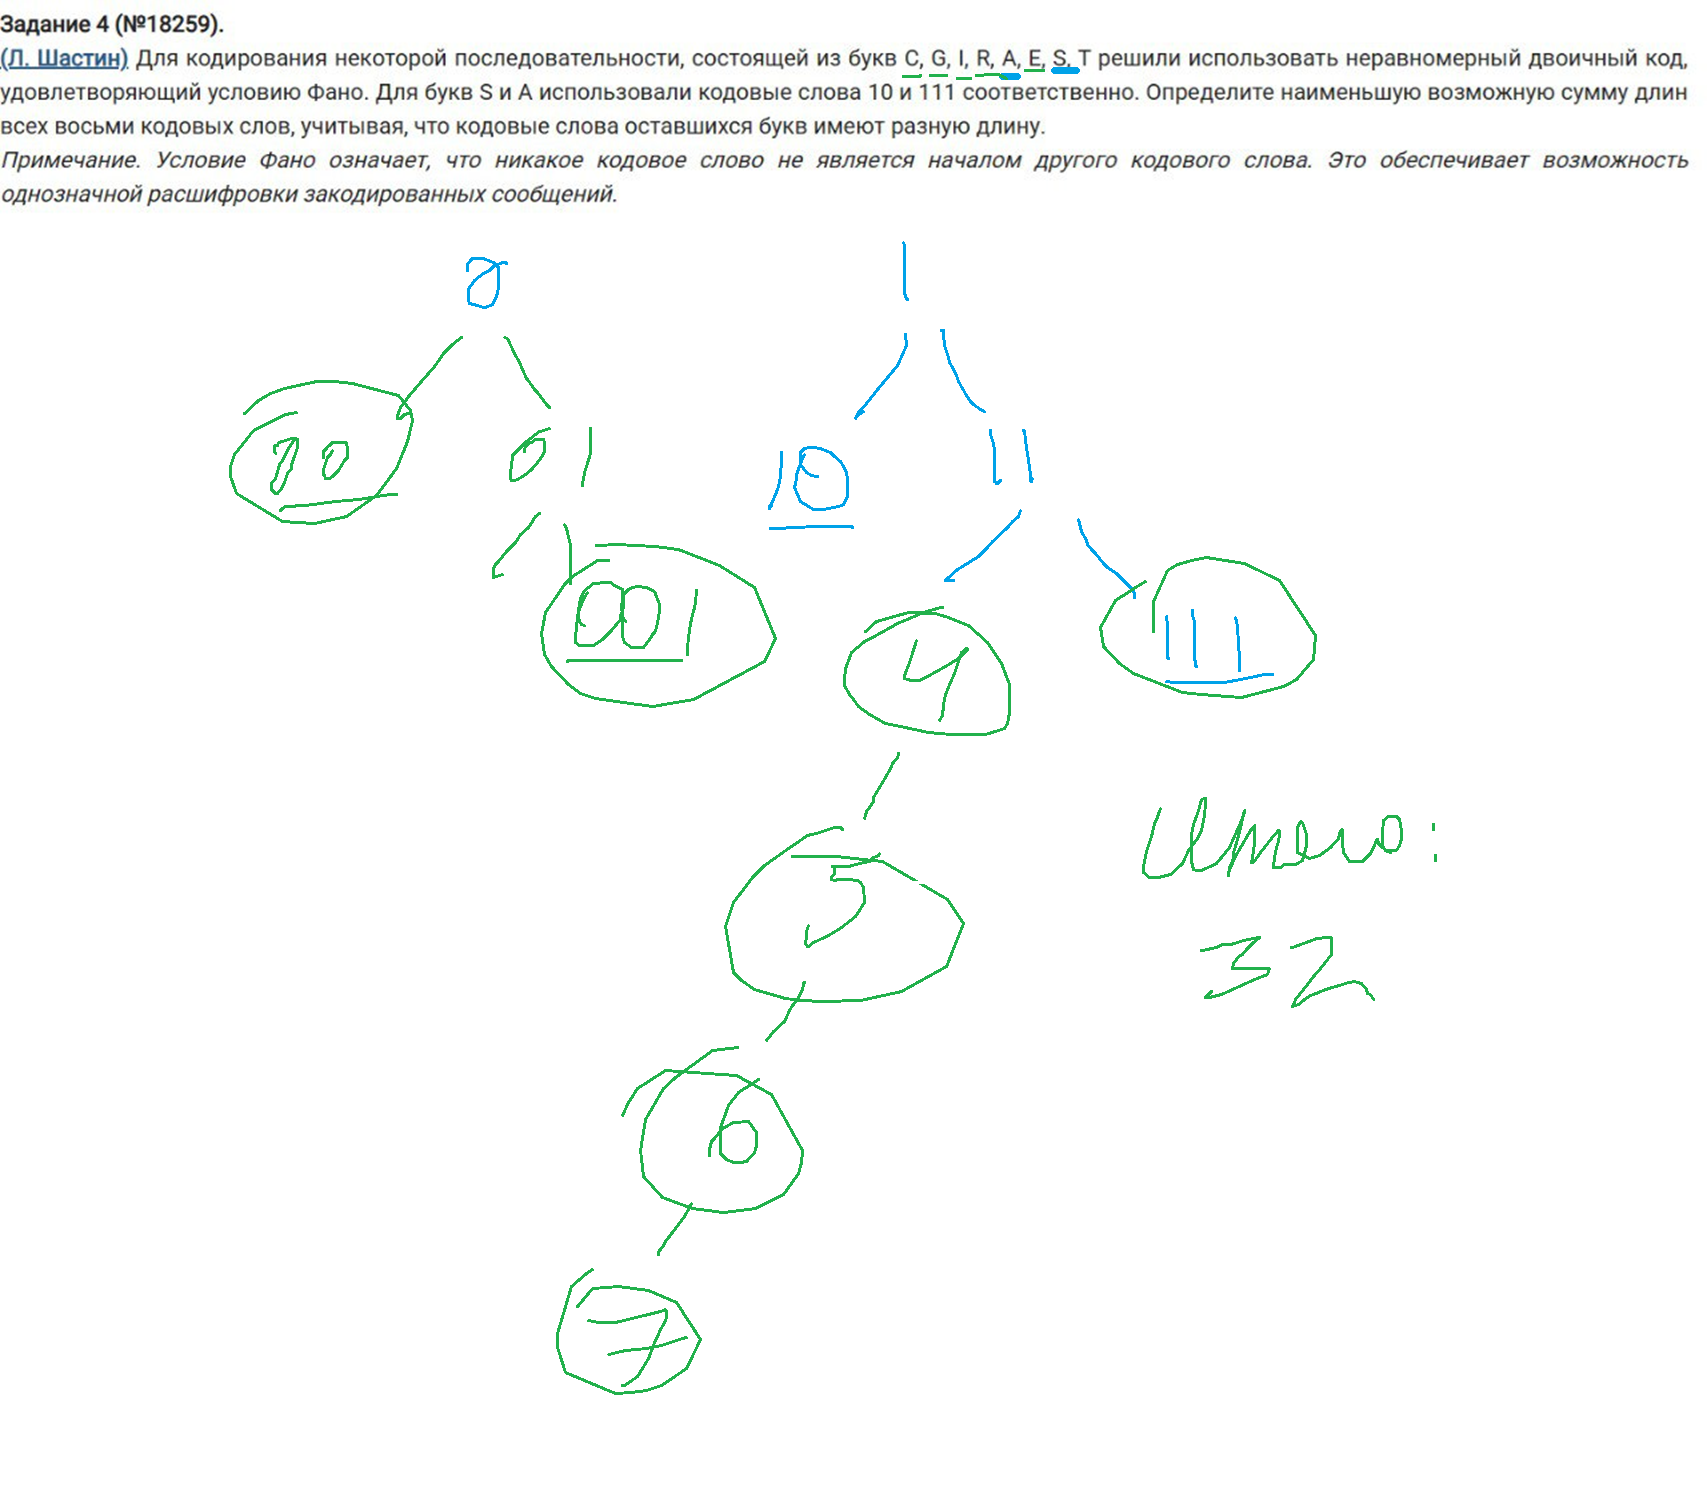 Задание 4 (№18259).
(Л. Шастин) Для кодирования некоторой последовательности, состоящей из букв C, G, I, R, A, E, S, T решили использовать неравномерный двоичный код,
удовлетворяющий условию Фано. Для букв S и A использовали кодовые слова 10 и 111 соответственно. Определите наименьшую возможную сумму длин
всех восьми кодовых слов, учитывая, что кодовые слова оставшихся букв имеют разную длину.
Примечание. Условие Фано означает, что никакое кодовое слово не является началом другого кодового слова. Это обеспечивает возможность
однозначной расшифровки закодированных сообщений.
0 1
01 10 11
001 4 111
5
Итого:
32
6
7